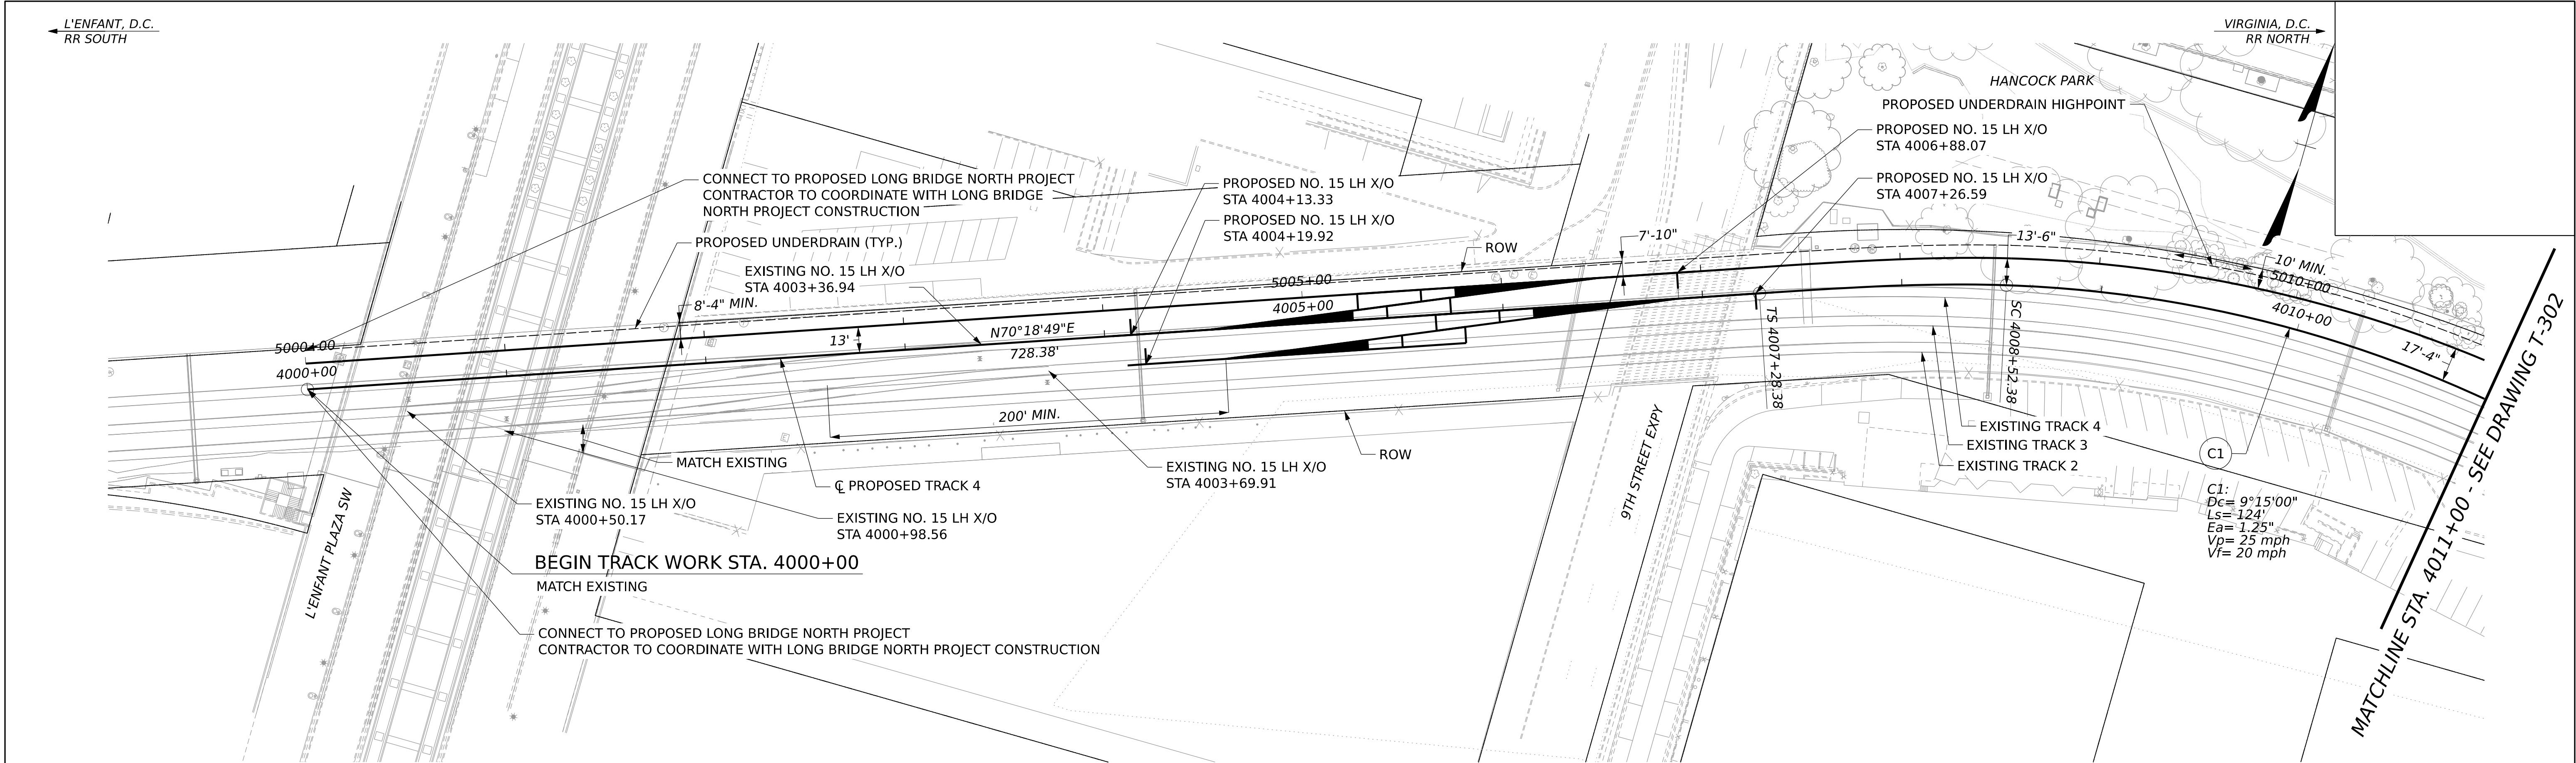 L'ENFANT, D.C.
RR SOUTH
VIRGINIA, D.C.
RR NORTH
HANCOCK PARK
PROPOSED UNDERDRAIN HIGHPOINT
PROPOSED NO. 15 LH X/O
STA 4006+88.07
PROPOSED NO. 15 LH X/O
STA 4007+26.59
CONNECT TO PROPOSED LONG BRIDGE NORTH PROJECT
CONTRACTOR TO COORDINATE WITH LONG BRIDGE
NORTH PROJECT CONSTRUCTION
PROPOSED NO. 15 LH X/O
STA 4004+13.33
PROPOSED NO. 15 LH X/O
STA 4004+19.92
PROPOSED UNDERDRAIN (TYP.)
EXISTING NO. 15 LH X/O
STA 4003+36.94
ROW
7'-10"
13'-6"
10' MIN.
8'-4" MIN.
5000+00
4000+00
13'
N70°18'49"E
728.38'
5005+00
4005+00
5010+00
4010+00
17'-4"
TS 4007+28.38
SC 4008+52.38
200' MIN.
ROW
MATCH EXISTING
℄ PROPOSED TRACK 4
EXISTING NO. 15 LH X/O
STA 4003+69.91
EXISTING TRACK 4
EXISTING TRACK 3
EXISTING TRACK 2
C1
C1:
Dc= 9°15'00"
Ls= 124'
Ea= 1.25"
Vp= 25 mph
Vf= 20 mph
EXISTING NO. 15 LH X/O
STA 4000+50.17
EXISTING NO. 15 LH X/O
STA 4000+98.56
BEGIN TRACK WORK STA. 4000+00
MATCH EXISTING
CONNECT TO PROPOSED LONG BRIDGE NORTH PROJECT
CONTRACTOR TO COORDINATE WITH LONG BRIDGE NORTH PROJECT CONSTRUCTION
L'ENFANT PLAZA SW
9TH STREET EXPY
MATCHLINE STA. 4011+00 - SEE DRAWING T-302